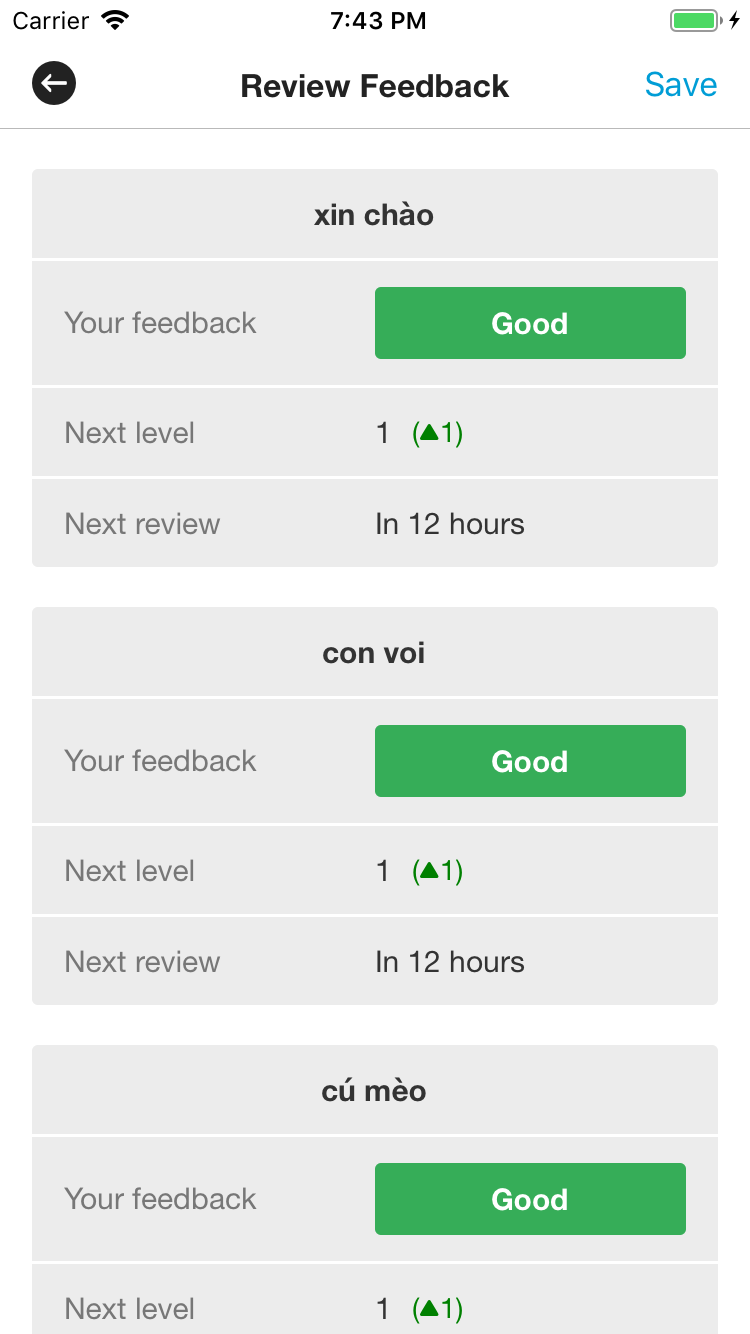 Carrier 7:43 PM
Review Feedback Save
xin chào
Your feedback Good
Next level 1 (▲1)
Next review In 12 hours
con voi
Your feedback Good
Next level 1 (▲1)
Next review In 12 hours
cú mèo
Your feedback Good
Next level 1 (▲1)